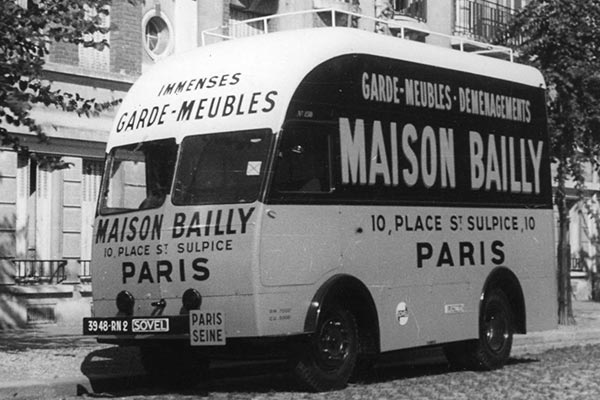 IMMENSES
GARDE-MEUBLES
MAISON BAILLY
10, PLACE ST SULPICE
PARIS
3948-RN2 SOVEL
PARIS
SEINE
GARDE-MEUBLES·DÉMÉNAGEMENTS
MAISON BAILLY
10, PLACE ST SULPICE, 10
PARIS